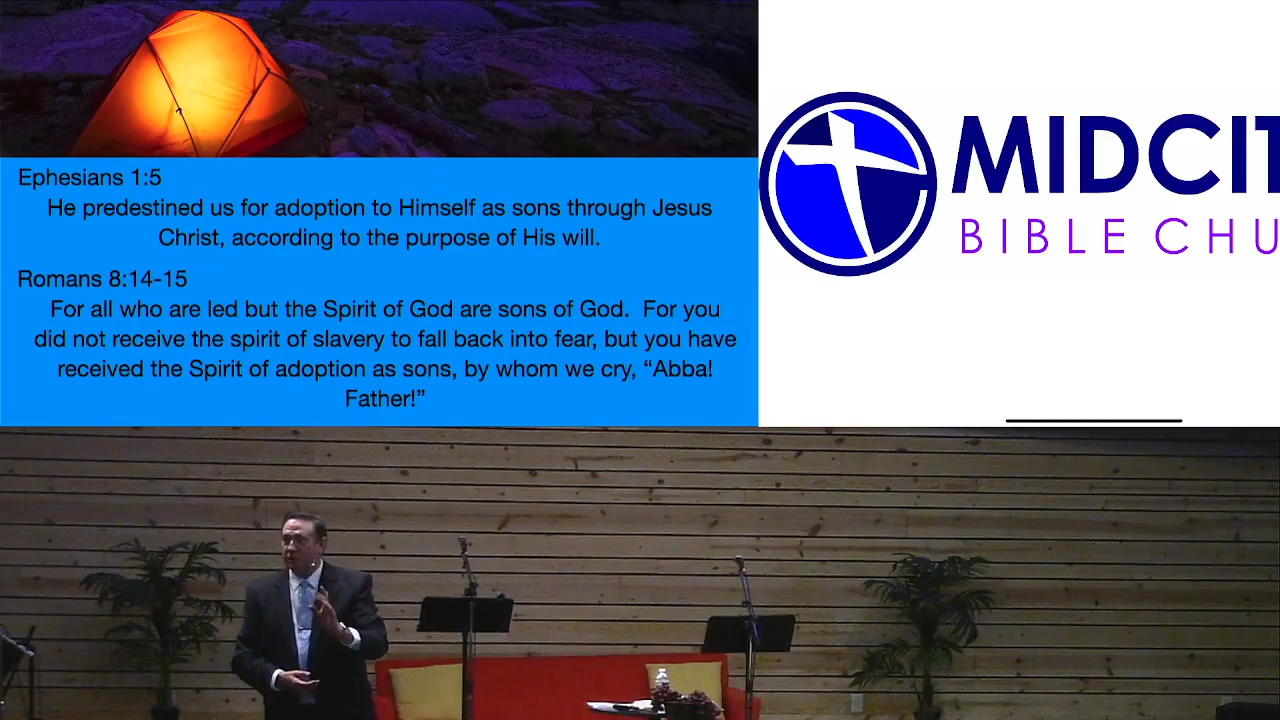 Ephesians 1:5
He predestined us for adoption to Himself as sons through Jesus
Christ, according to the purpose of His will.
Romans 8:14-15
For all who are led but the Spirit of God are sons of God.  For you
did not receive the spirit of slavery to fall back into fear, but you have
received the Spirit of adoption as sons, by whom we cry, “Abba!
Father!”
MIDCIT
BIBLE CHU